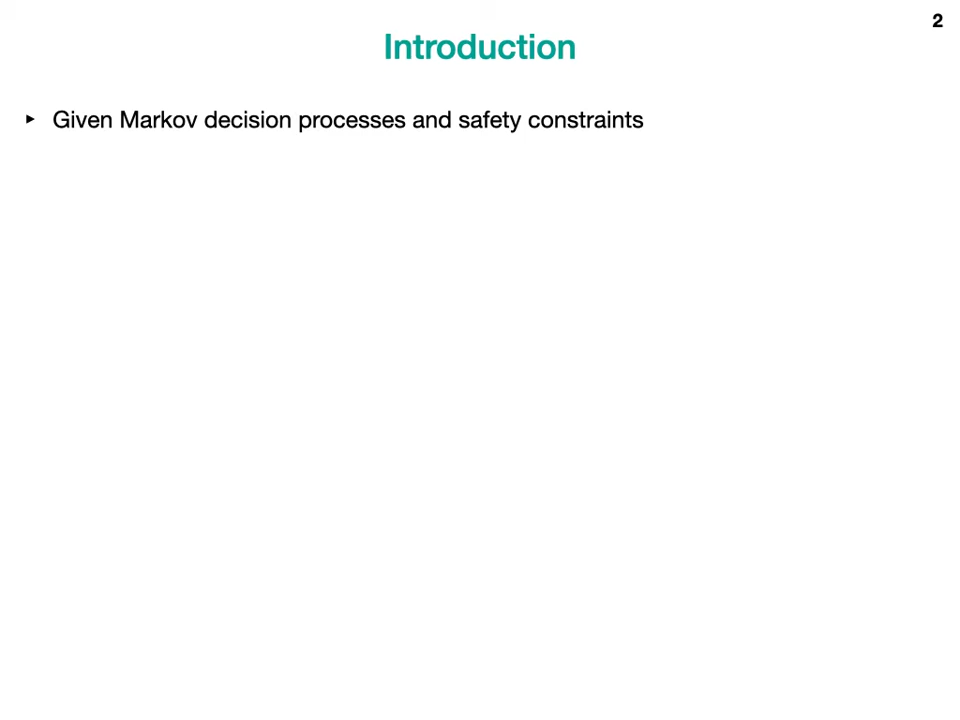 2
Introduction
‣ Given Markov decision processes and safety constraints